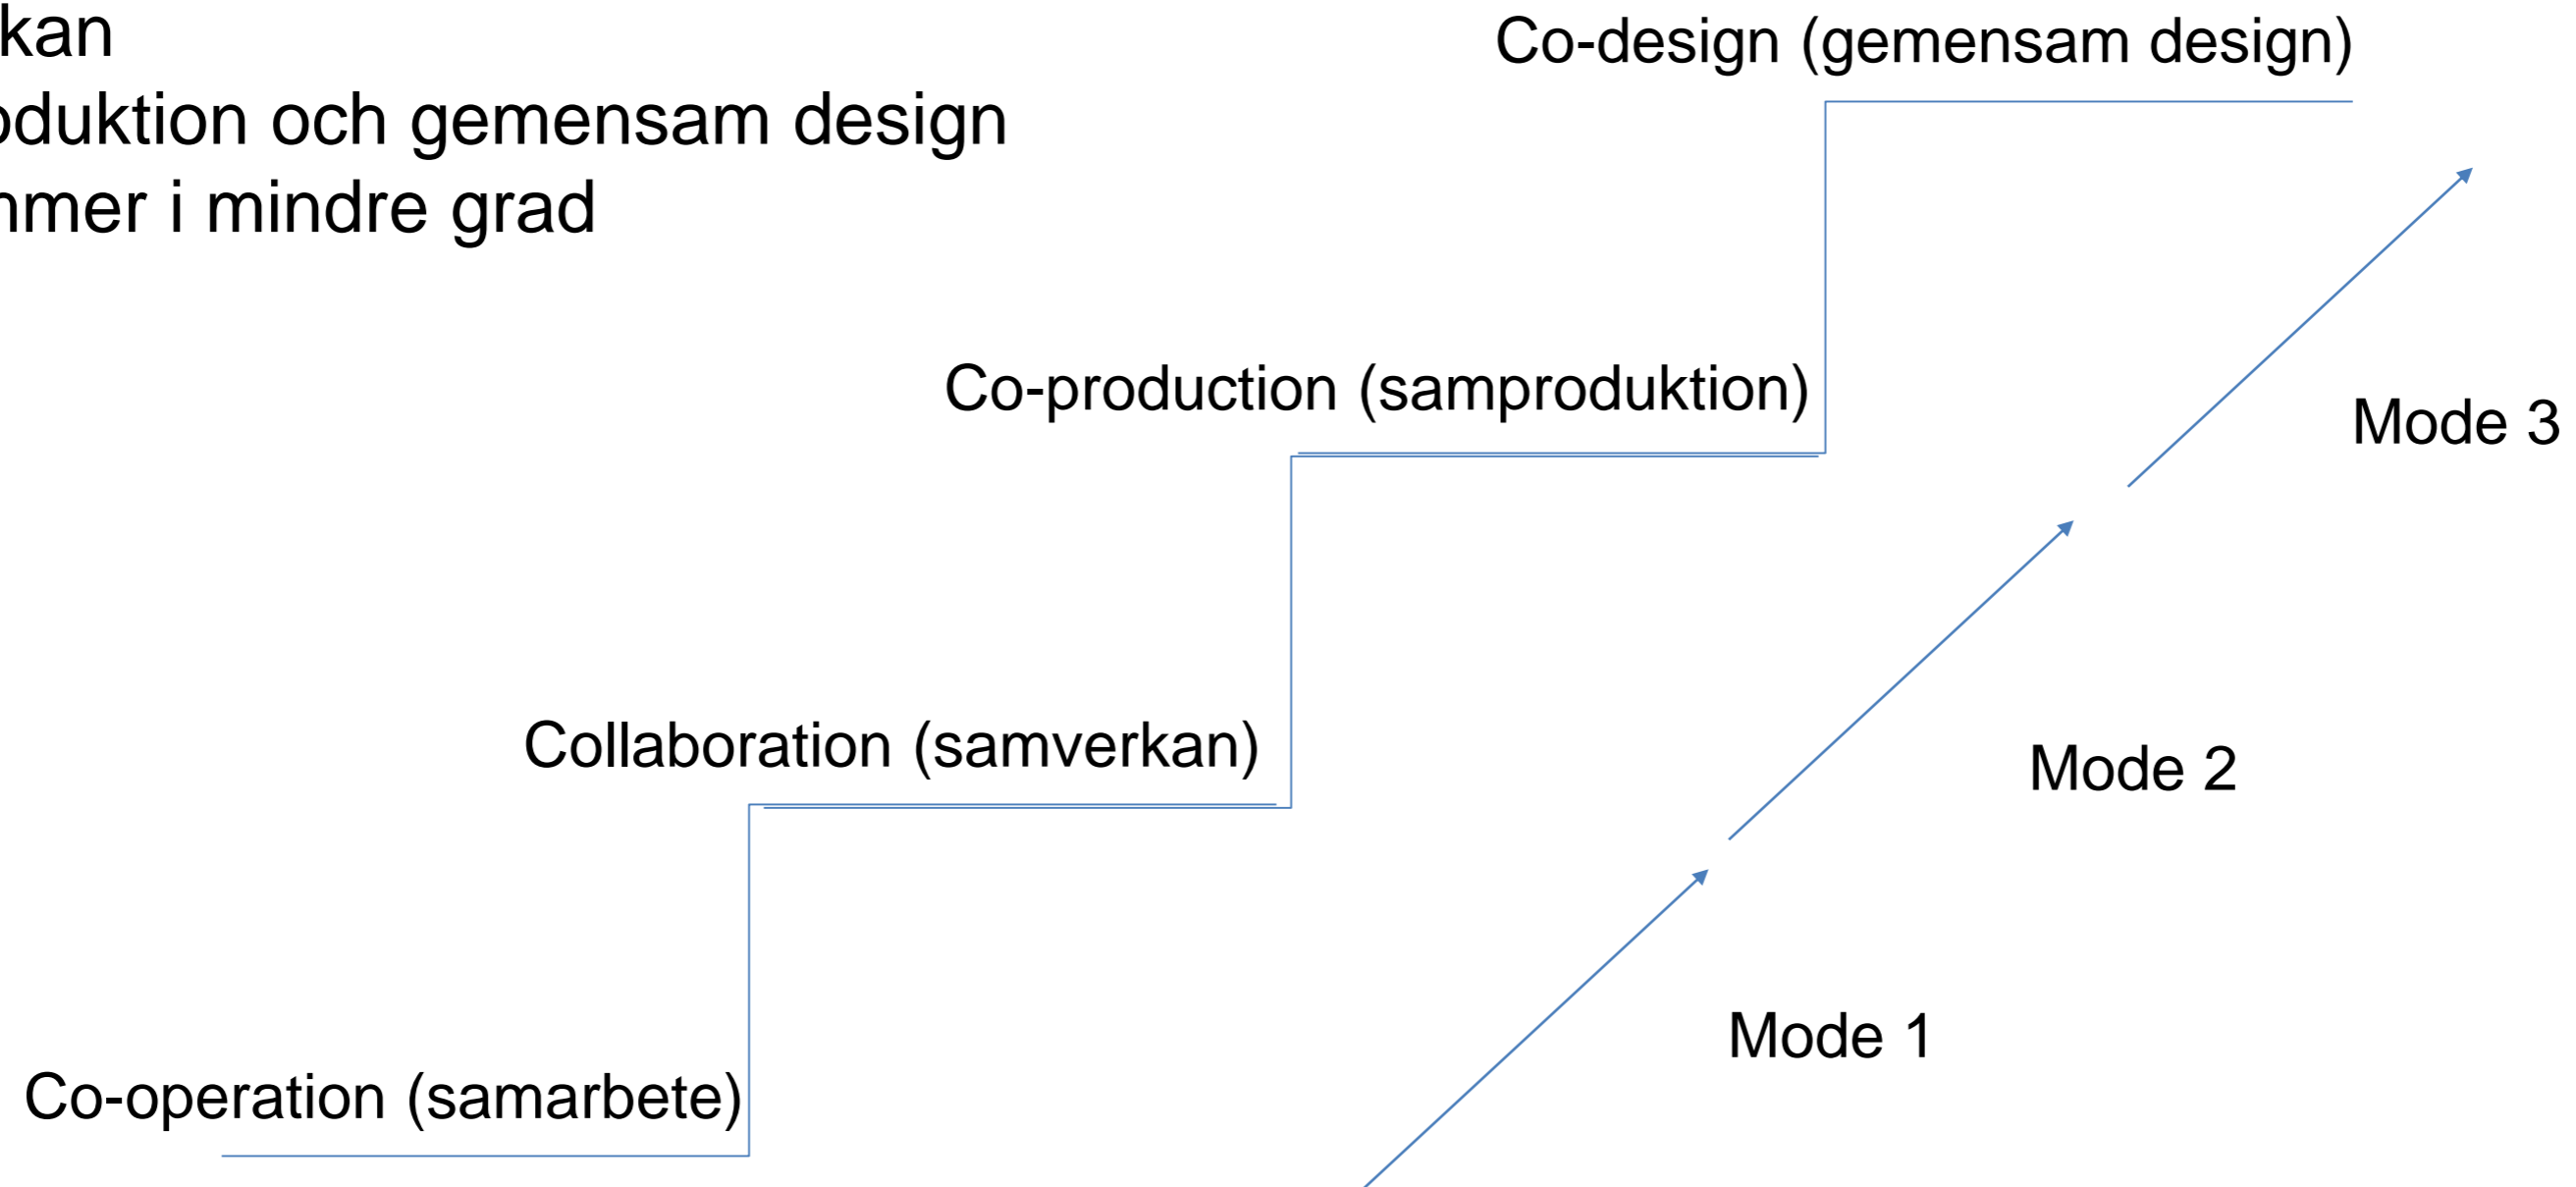 kan
oduktion och gemensam design
mer i mindre grad
Co-design (gemensam design)
Co-production (samproduktion)
Mode 3
Collaboration (samverkan)
Mode 2
Mode 1
Co-operation (samarbete)